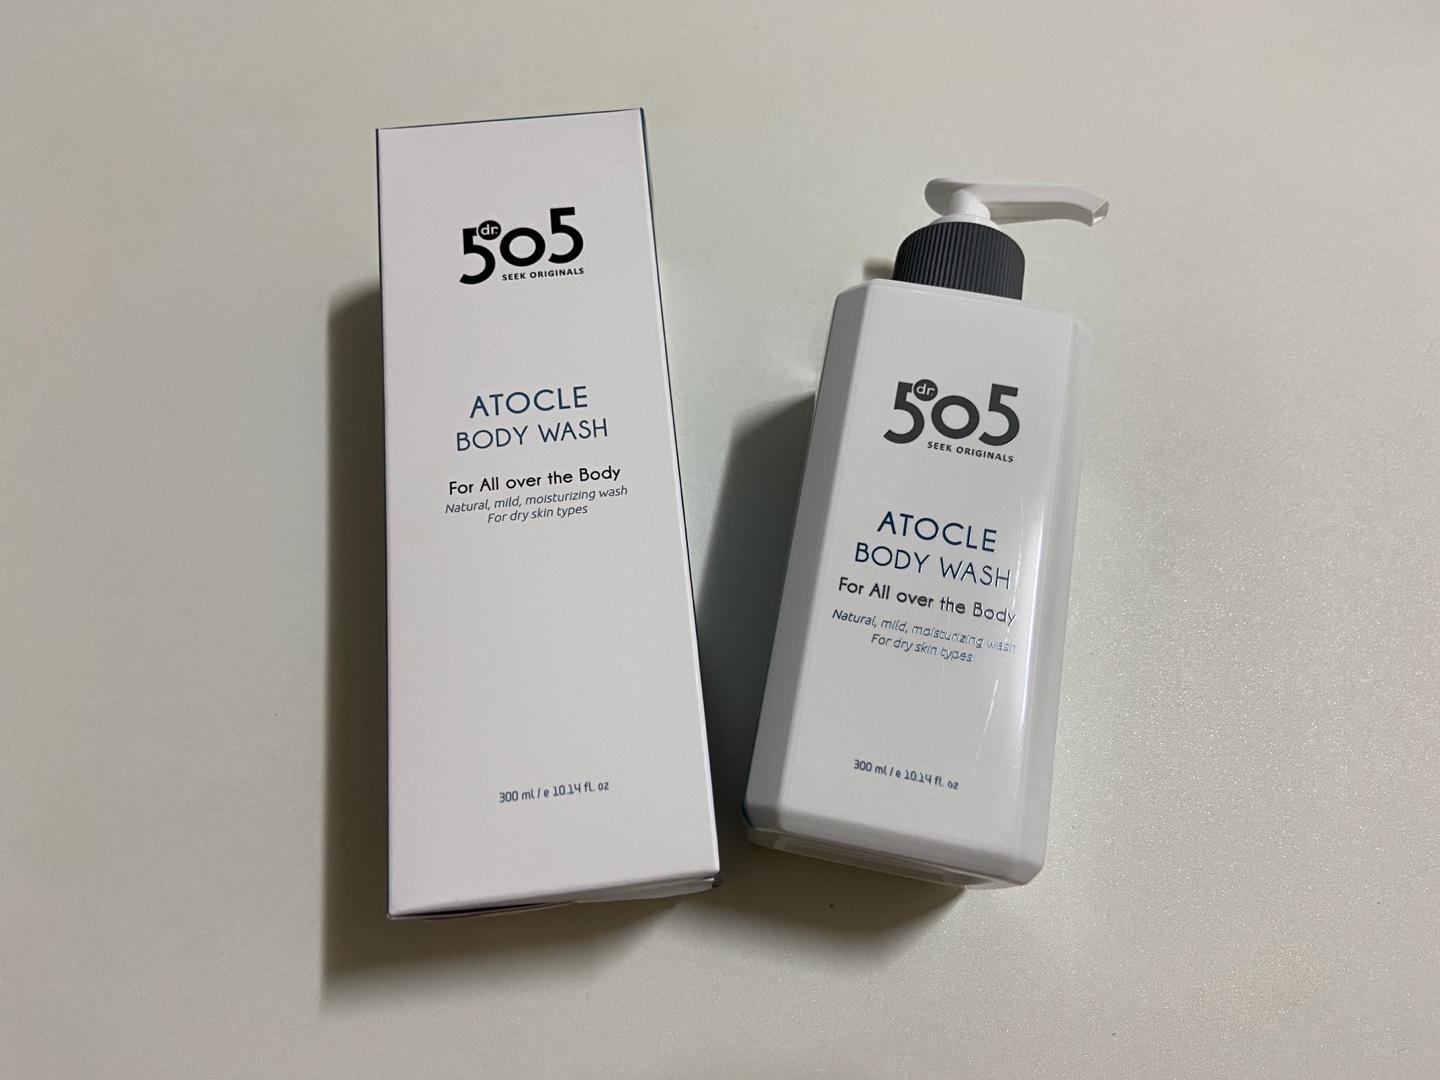 dr.
505
SEEK ORIGINALS
ATOCLE
BODY WASH
For All over the Body
Natural, mild, moisturizing wash
For dry skin types
300 ml / e 10.14 fl. oz
dr.
505
SEEK ORIGINALS
ATOCLE
BODY WASH
For All over the Body
Natural, mild, moisturizing wash
For dry skin types
300 ml / e 10.14 fl. oz